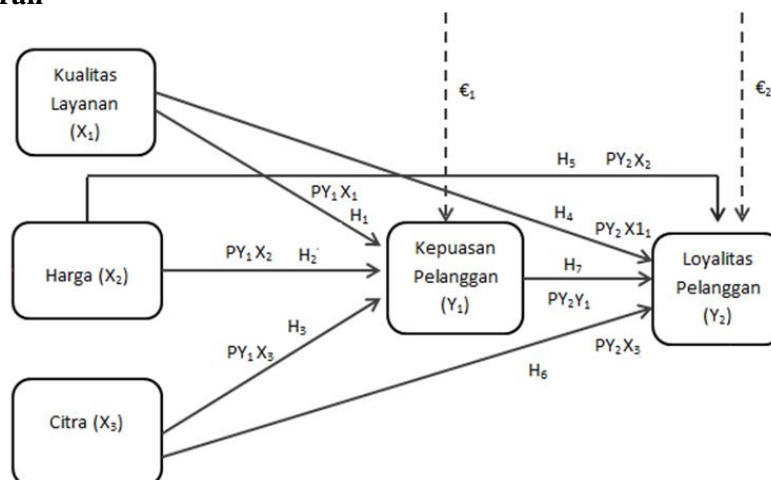 Kualitas
Layanan
(X₁)
€₁
€₂
H₅ PY₂X₂
PY₁X₁
H₁
H₄
PY₂X1₁
Harga (X₂)
PY₁X₂ H₂
Kepuasan
Pelanggan
(Y₁)
H₇
PY₂Y₁
Loyalitas
Pelanggan
(Y₂)
H₃
PY₁X₃
PY₂X₃
H₆
Citra (X₃)